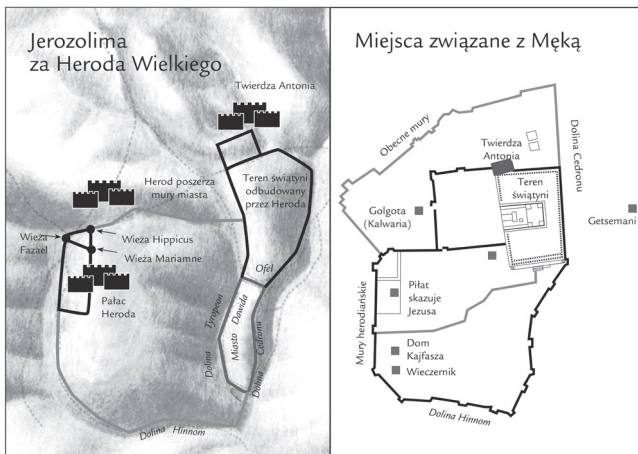 Jerozolima
za Heroda Wielkiego
Twierdza Antonia
Herod poszerza
mury miasta
Teren świątyni
odbudowany
przez Heroda
Wieża
Fazael
Wieża Hippicus
Wieża Mariamne
Pałac
Heroda
Ofel
Dolina Tyropeon
Miasto Dawida
Dolina Cedronu
Dolina Hinnom
Miejsca związane z Męką
Obecne mury
Dolina Cedronu
Twierdza
Antonia
Teren
świątyni
Golgota
(Kalwaria)
Getsemani
Piłat
skazuje
Jezusa
Mury herodiańskie
Dom
Kajfasza
Wieczernik
Dolina Hinnom